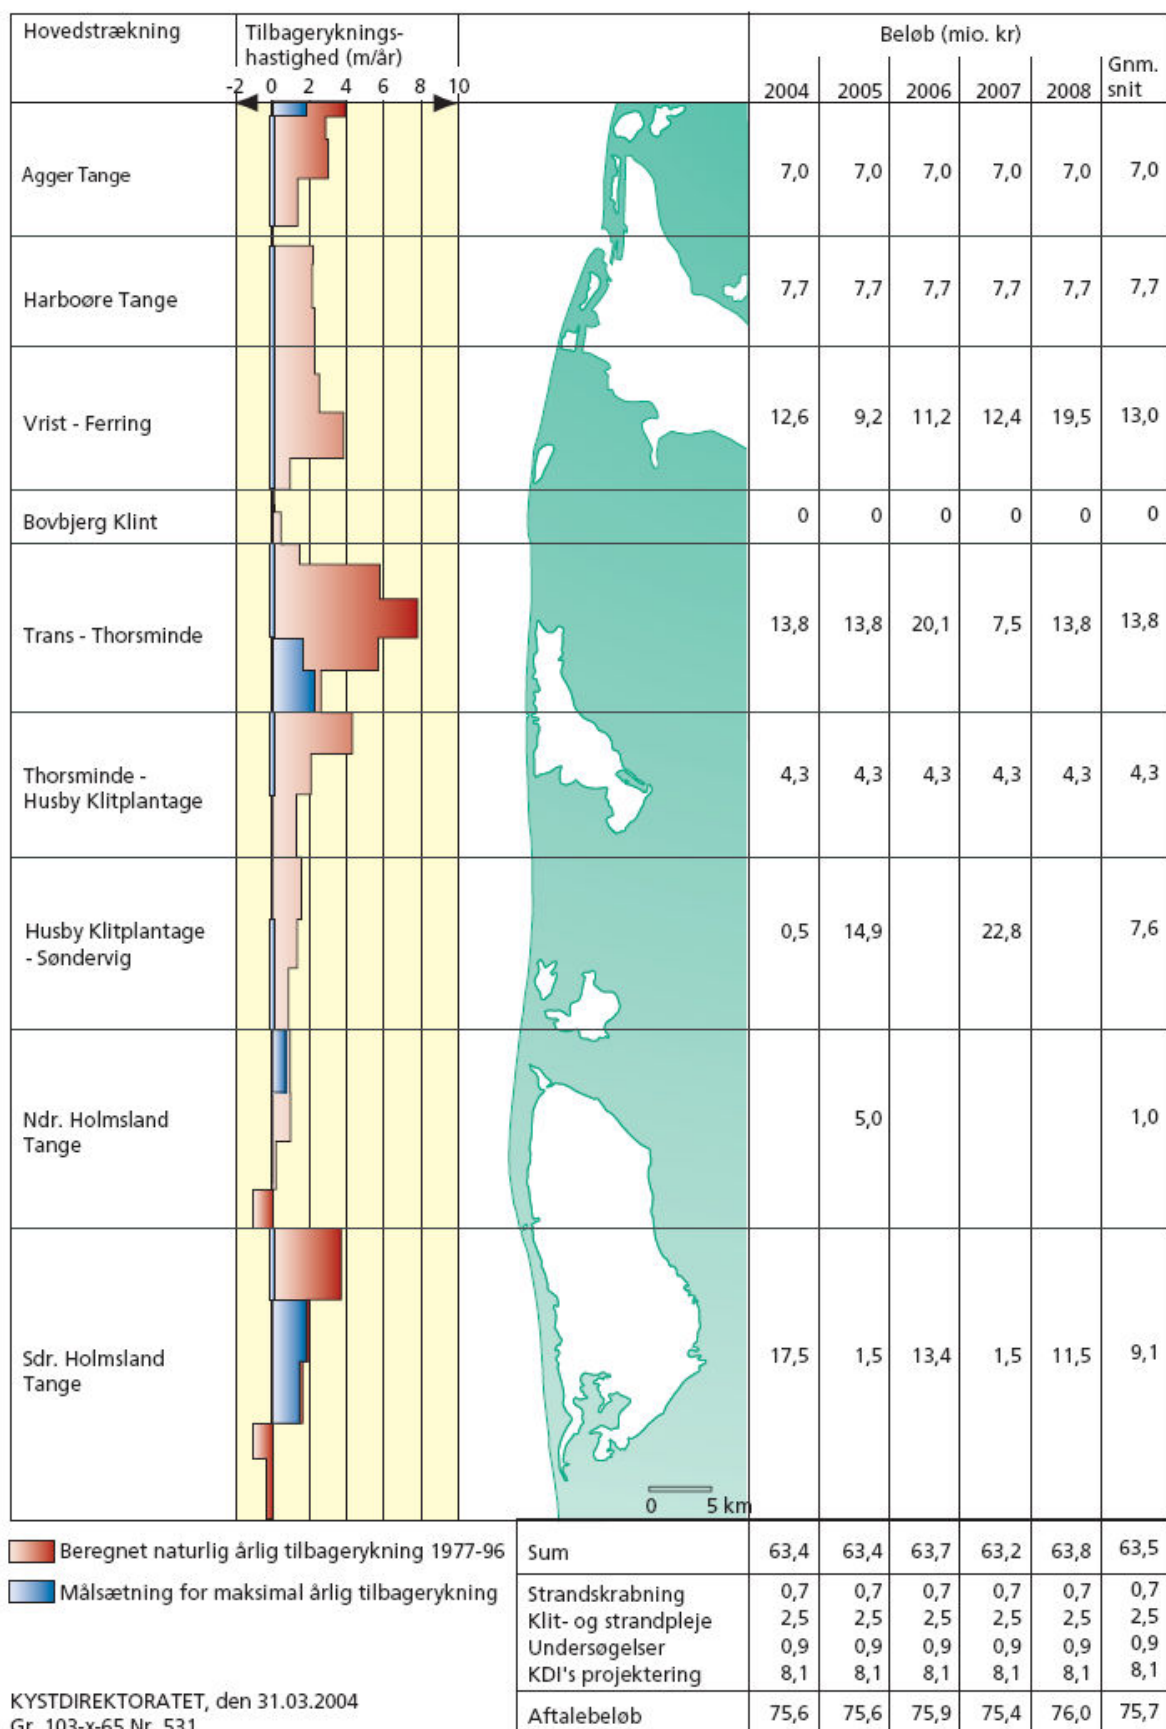 Hovedstrækning
Tilbageryknings-
hastighed (m/år)
Beløb (mio. kr)
-2 0 2 4 6 8 10
2004 2005 2006 2007 2008 Gnm. snit
Agger Tange 7,0 7,0 7,0 7,0 7,0 7,0
Harboøre Tange 7,7 7,7 7,7 7,7 7,7 7,7
Vrist - Ferring 12,6 9,2 11,2 12,4 19,5 13,0
Bovbjerg Klint 0 0 0 0 0 0
Trans - Thorsminde 13,8 13,8 20,1 7,5 13,8 13,8
Thorsminde -
Husby Klitplantage 4,3 4,3 4,3 4,3 4,3 4,3
Husby Klitplantage
- Søndervig 0,5 14,9 22,8 7,6
Ndr. Holmsland
Tange 5,0 1,0
Sdr. Holmsland
Tange 17,5 1,5 13,4 1,5 11,5 9,1
0 5 km
Beregnet naturlig årlig tilbagerykning 1977-96
Målsætning for maksimal årlig tilbagerykning
Sum 63,4 63,4 63,7 63,2 63,8 63,5
Strandskrabning 0,7 0,7 0,7 0,7 0,7 0,7
Klit- og strandpleje 2,5 2,5 2,5 2,5 2,5 2,5
Undersøgelser 0,9 0,9 0,9 0,9 0,9 0,9
KDI's projektering 8,1 8,1 8,1 8,1 8,1 8,1
Aftalebeløb 75,6 75,6 75,9 75,4 76,0 75,7
KYSTDIREKTORATET, den 31.03.2004
Gr. 103-x-65 Nr. 531